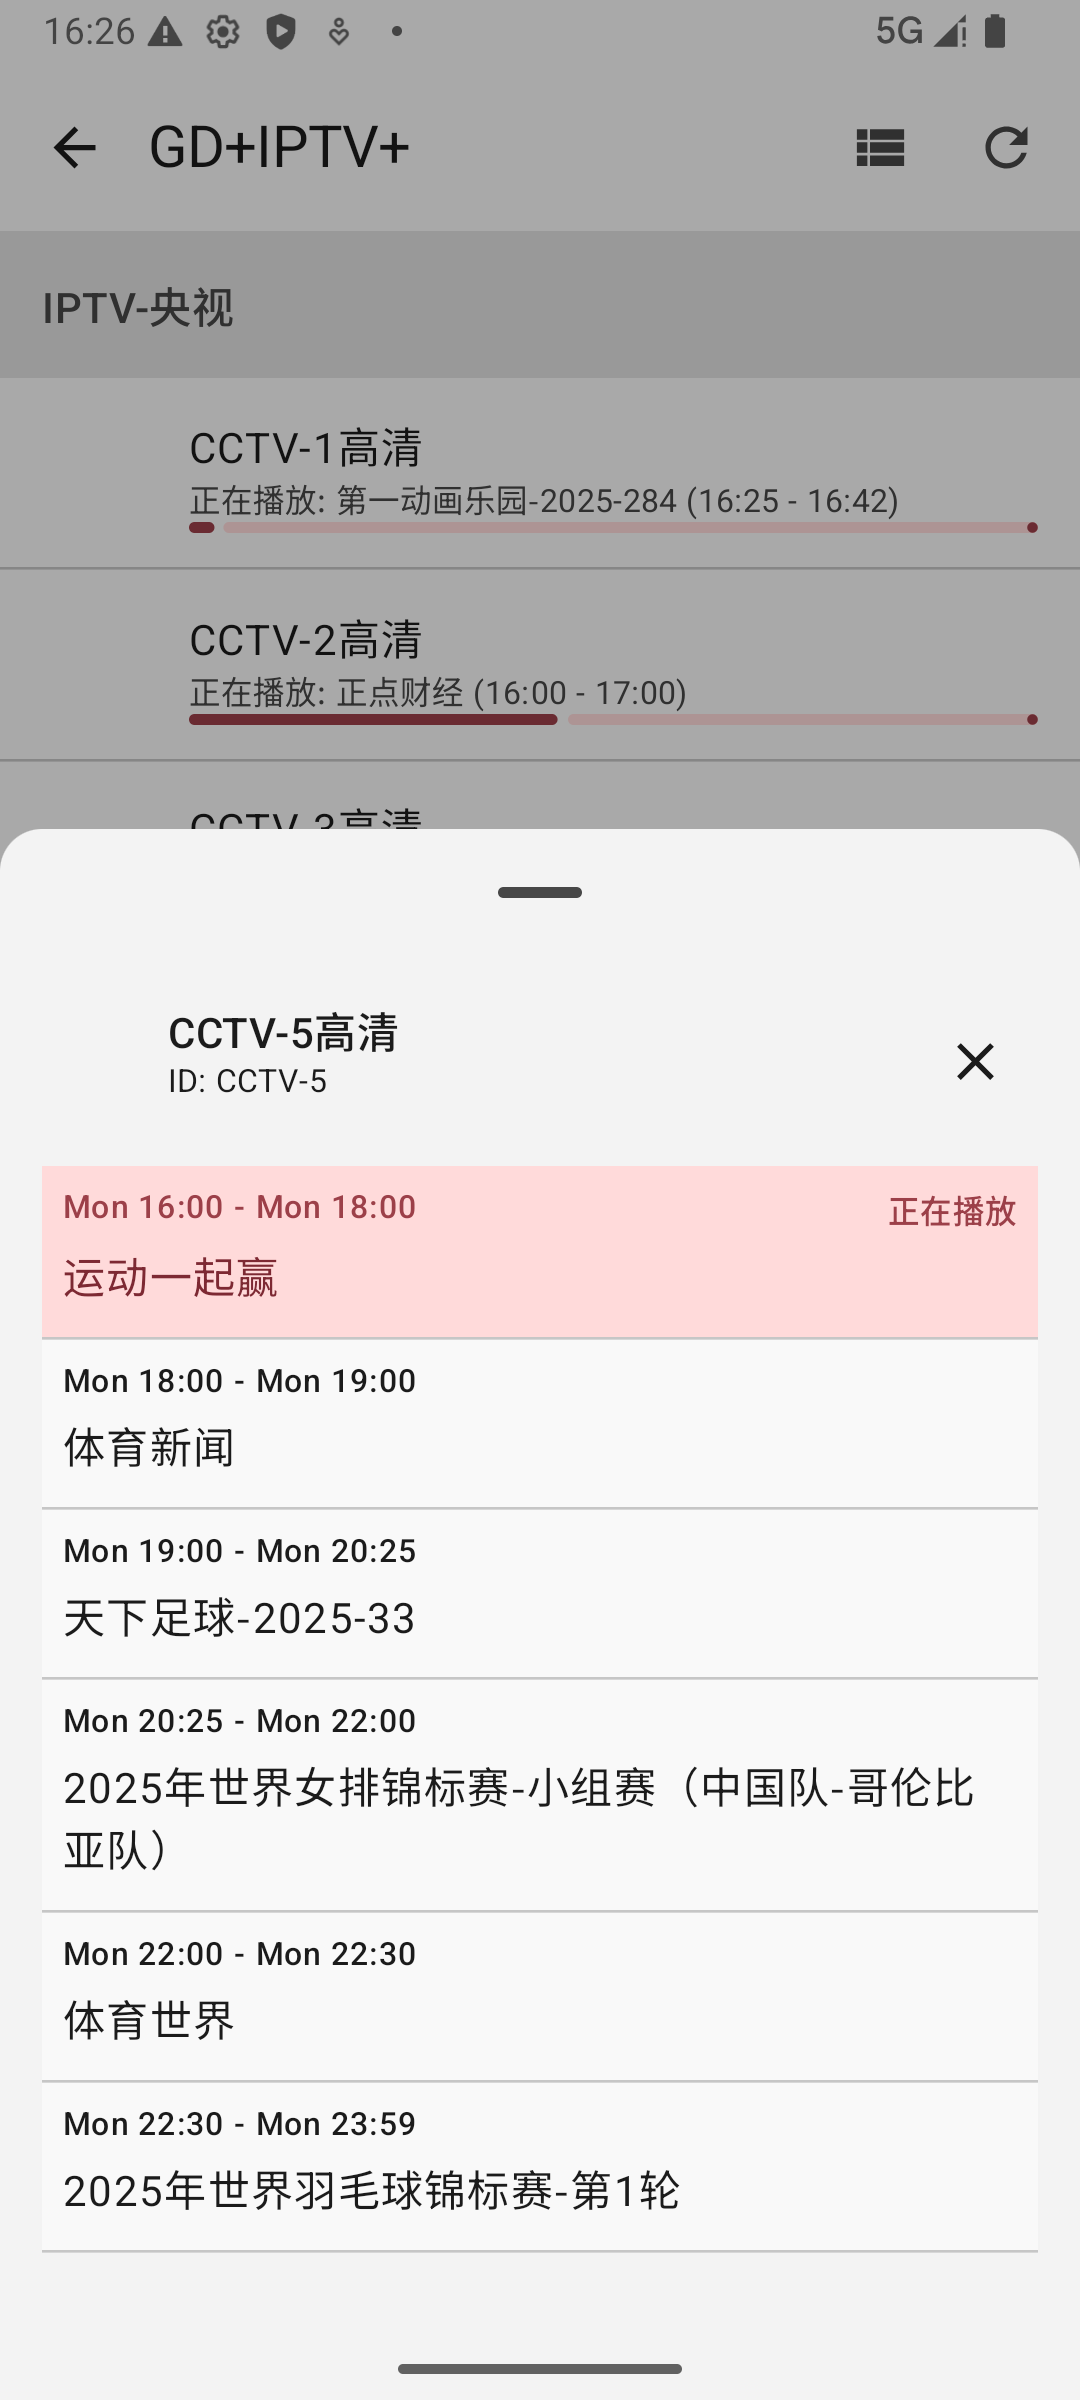 16:26
5G
GD+IPTV+
IPTV-央视
CCTV-1高清
正在播放: 第一动画乐园-2025-284 (16:25 - 16:42)
CCTV-2高清
正在播放: 正点财经 (16:00 - 17:00)
CCTV-3高清
CCTV-5高清
ID: CCTV-5
Mon 16:00 - Mon 18:00
正在播放
运动一起赢
Mon 18:00 - Mon 19:00
体育新闻
Mon 19:00 - Mon 20:25
天下足球-2025-33
Mon 20:25 - Mon 22:00
2025年世界女排锦标赛-小组赛（中国队-哥伦比
亚队）
Mon 22:00 - Mon 22:30
体育世界
Mon 22:30 - Mon 23:59
2025年世界羽毛球锦标赛-第1轮